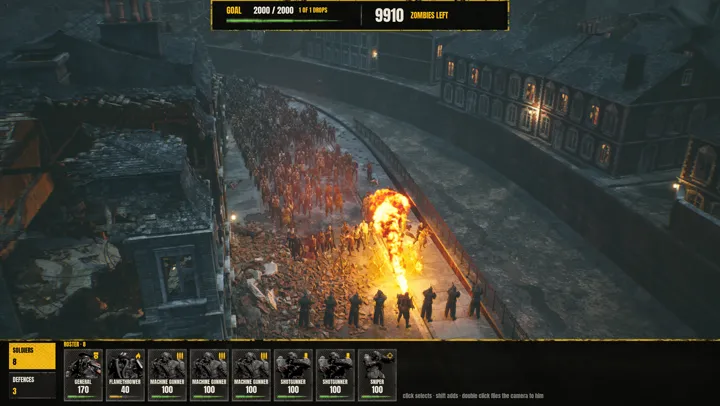 GOAL 2000 / 2000 1 OF 1 DROPS
9910 ZOMBIES LEFT
SOLDIERS
8
DEFENCES
3
ROSTER · 8
GENERAL
170
FLAMETHROWER
40
MACHINE GUNNER
100
MACHINE GUNNER
100
MACHINE GUNNER
100
SHOTGUNNER
100
SHOTGUNNER
100
SNIPER
100
click selects · shift adds · double click flies the camera to him